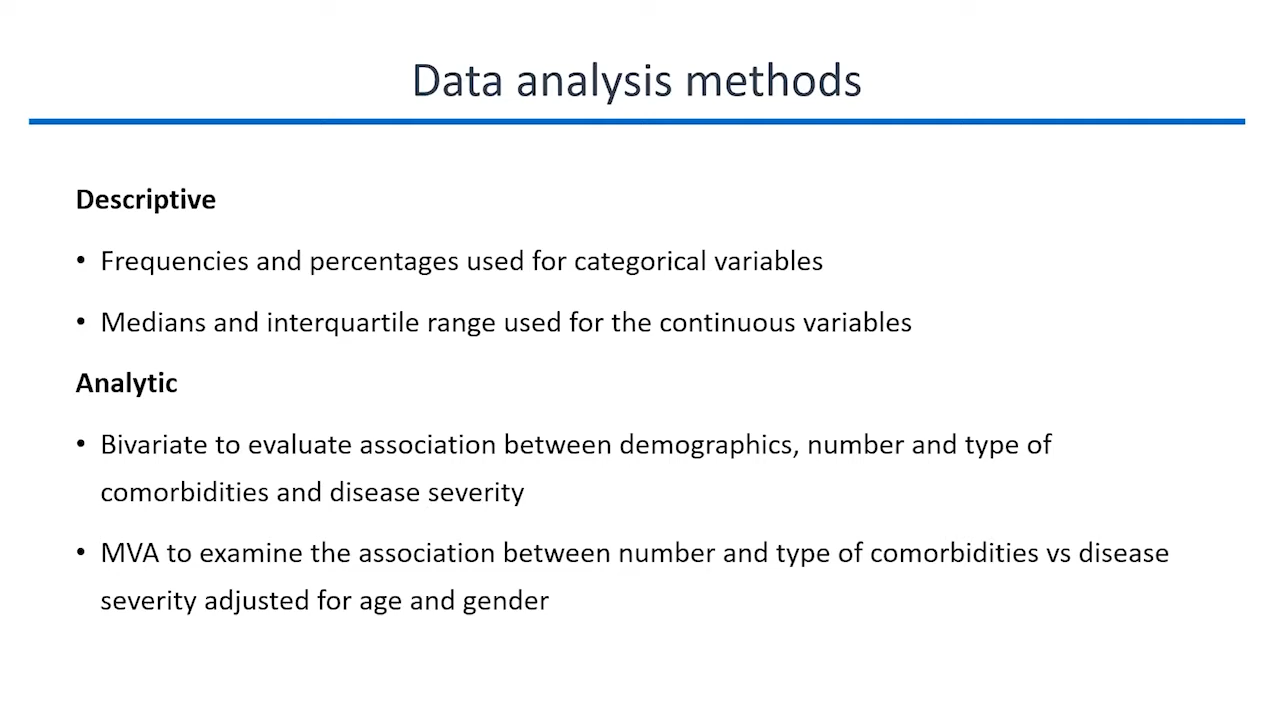 Data analysis methods
Descriptive
• Frequencies and percentages used for categorical variables
• Medians and interquartile range used for the continuous variables
Analytic
• Bivariate to evaluate association between demographics, number and type of
comorbidities and disease severity
• MVA to examine the association between number and type of comorbidities vs disease
severity adjusted for age and gender